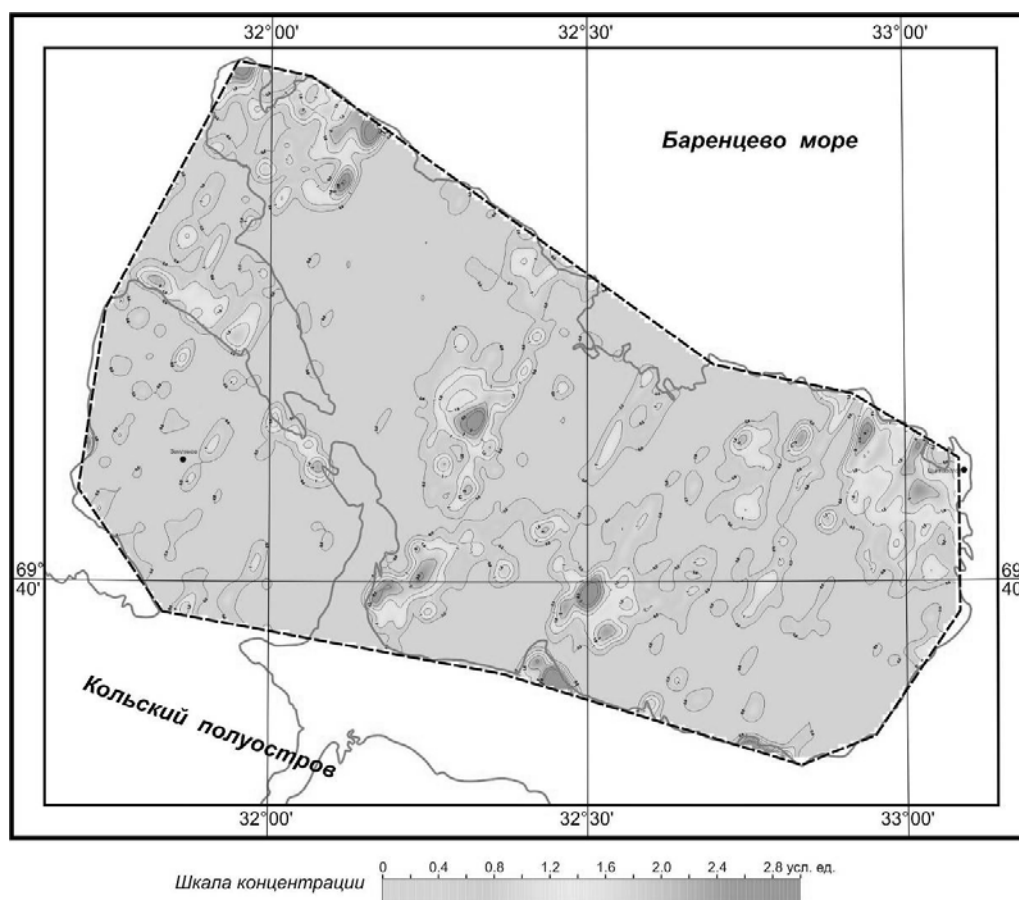 32°00' 32°30' 33°00'
Баренцево море
69° 69
40' 40
Кольский полуостров
32°00' 32°30' 33°00'
Шкала концентрации 0 0.4 0.8 1.2 1.6 2.0 2.4 2.8 усл. ед.